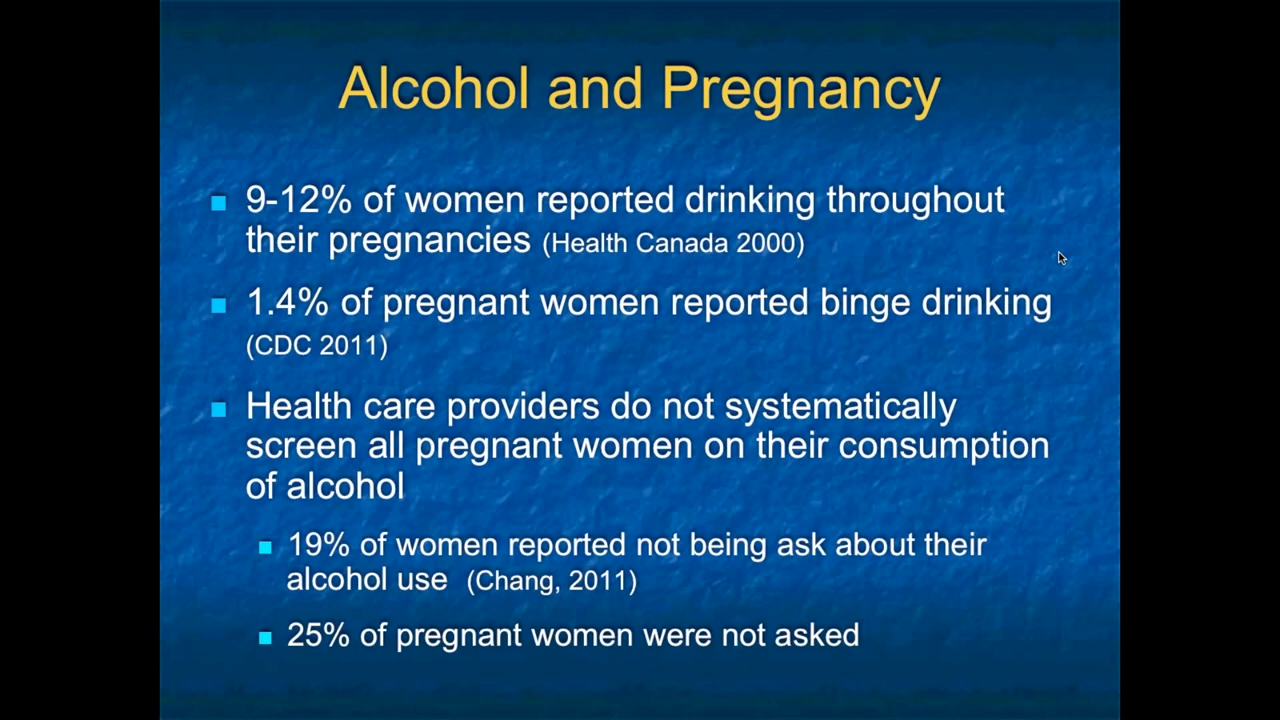 Alcohol and Pregnancy
9-12% of women reported drinking throughout
their pregnancies (Health Canada 2000)
1.4% of pregnant women reported binge drinking
(CDC 2011)
Health care providers do not systematically
screen all pregnant women on their consumption
of alcohol
19% of women reported not being ask about their
alcohol use (Chang, 2011)
25% of pregnant women were not asked